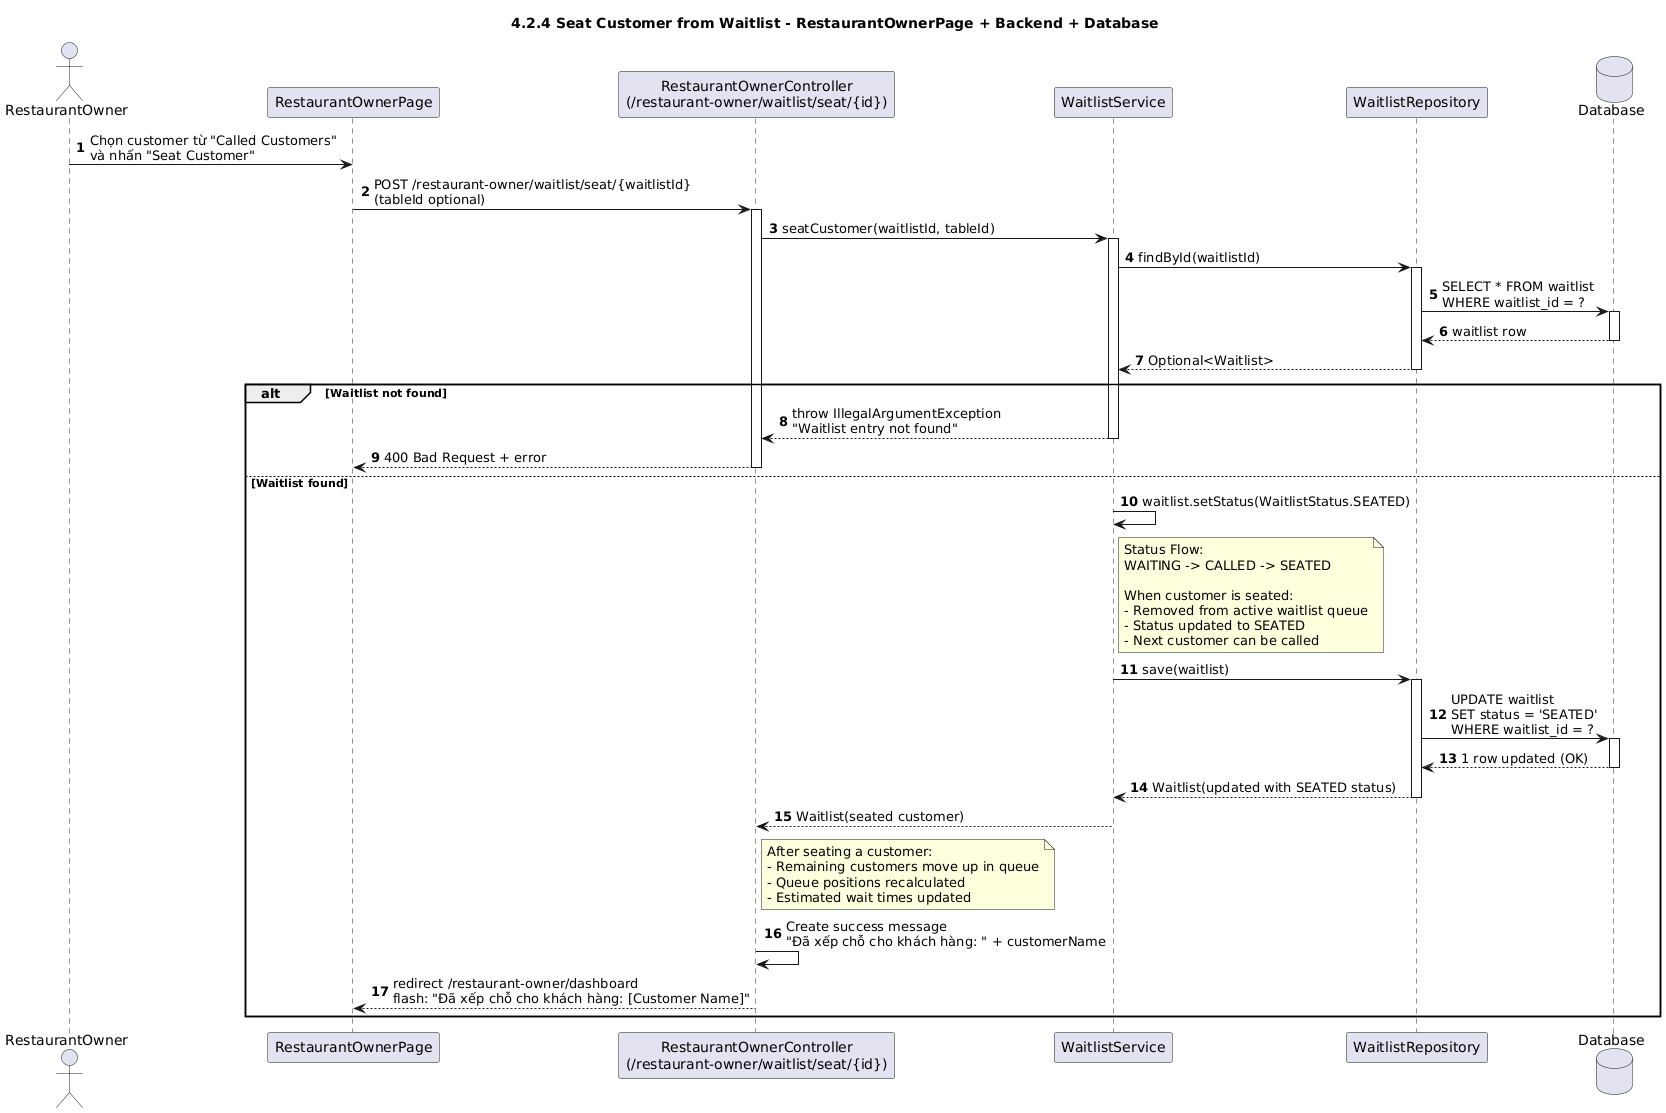 4.2.4 Seat Customer from Waitlist - RestaurantOwnerPage + Backend + Database
RestaurantOwner
RestaurantOwnerPage
RestaurantOwnerController
(/restaurant-owner/waitlist/seat/{id})
WaitlistService
WaitlistRepository
Database
1 Chọn customer từ "Called Customers"
và nhấn "Seat Customer"
2 POST /restaurant-owner/waitlist/seat/{waitlistId}
(tableId optional)
3 seatCustomer(waitlistId, tableId)
4 findById(waitlistId)
5 SELECT * FROM waitlist
WHERE waitlist_id = ?
6 waitlist row
7 Optional<Waitlist>
alt [Waitlist not found]
8 throw IllegalArgumentException
"Waitlist entry not found"
9 400 Bad Request + error
[Waitlist found]
10 waitlist.setStatus(WaitlistStatus.SEATED)
Status Flow:
WAITING -> CALLED -> SEATED
When customer is seated:
- Removed from active waitlist queue
- Status updated to SEATED
- Next customer can be called
11 save(waitlist)
12 UPDATE waitlist
SET status = 'SEATED'
WHERE waitlist_id = ?
13 1 row updated (OK)
14 Waitlist(updated with SEATED status)
15 Waitlist(seated customer)
After seating a customer:
- Remaining customers move up in queue
- Queue positions recalculated
- Estimated wait times updated
16 Create success message
"Đã xếp chỗ cho khách hàng: " + customerName
17 redirect /restaurant-owner/dashboard
flash: "Đã xếp chỗ cho khách hàng: [Customer Name]"
RestaurantOwner
RestaurantOwnerPage
RestaurantOwnerController
(/restaurant-owner/waitlist/seat/{id})
WaitlistService
WaitlistRepository
Database